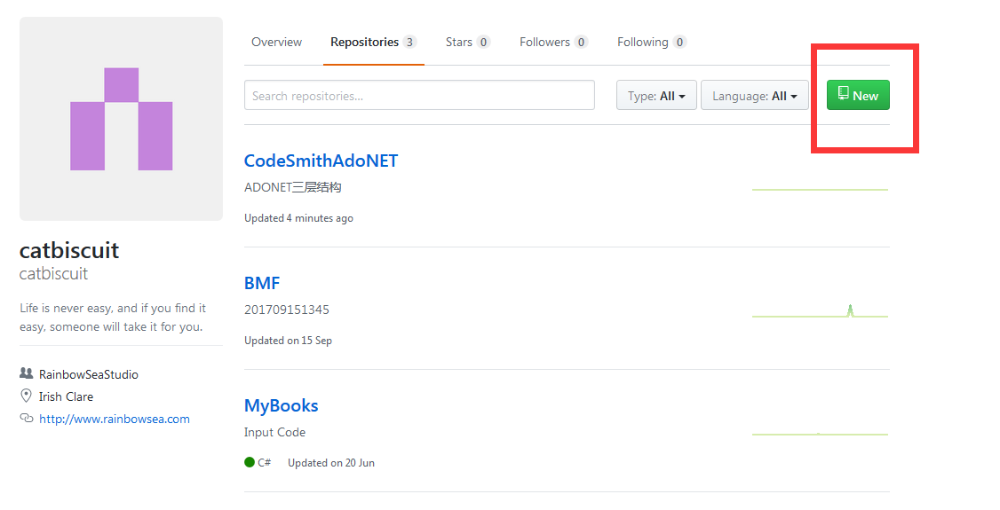 Overview Repositories 3 Stars 0 Followers 0 Following 0
Search repositories... Type: All Language: All New
CodeSmithAdoNET
ADONET三层结构
Updated 4 minutes ago
catbiscuit
catbiscuit
Life is never easy, and if you find it
easy, someone will take it for you.
RainbowSeaStudio
Irish Clare
http://www.rainbowsea.com
BMF
201709151345
Updated on 15 Sep
MyBooks
Input Code
C# Updated on 20 Jun